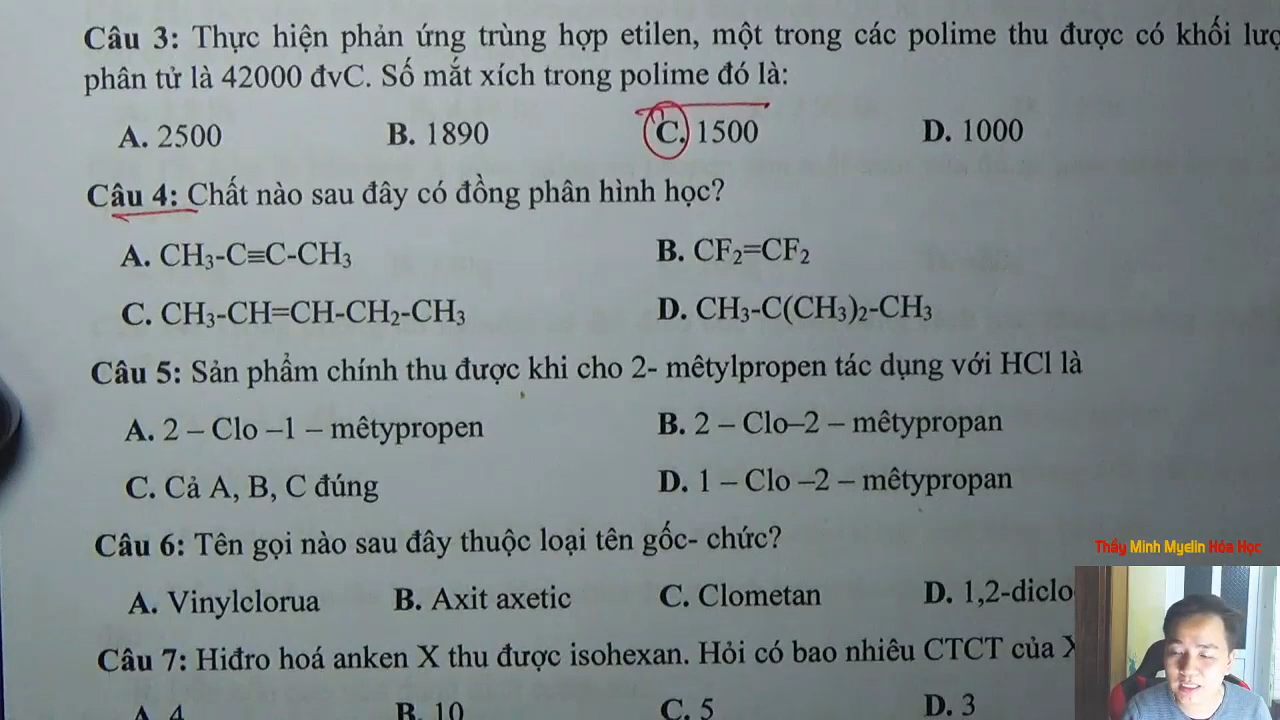 Câu 3: Thực hiện phản ứng trùng hợp etilen, một trong các polime thu được có khối
phân tử là 42000 đvC. Số mắt xích trong polime đó là:
A. 2500 B. 1890 C. 1500 D. 1000
Câu 4: Chất nào sau đây có đồng phân hình học?
A. CH₃-C≡C-CH₃ B. CF₂=CF₂
C. CH₃-CH=CH-CH₂-CH₃ D. CH₃-C(CH₃)₂-CH₃
Câu 5: Sản phẩm chính thu được khi cho 2- mêtylpropen tác dụng với HCl là
A. 2 – Clo –1 – mêtypropen B. 2 – Clo–2 – mêtypropan
C. Cả A, B, C đúng D. 1 – Clo –2 – mêtypropan
Câu 6: Tên gọi nào sau đây thuộc loại tên gốc- chức?
Thầy Minh Myelin Hóa Học
A. Vinylclorua B. Axit axetic C. Clometan D. 1,2-diclo
Câu 7: Hiđro hoá anken X thu được isohexan. Hỏi có bao nhiêu CTCT của X
A. 4 B. 10 C. 5 D. 3